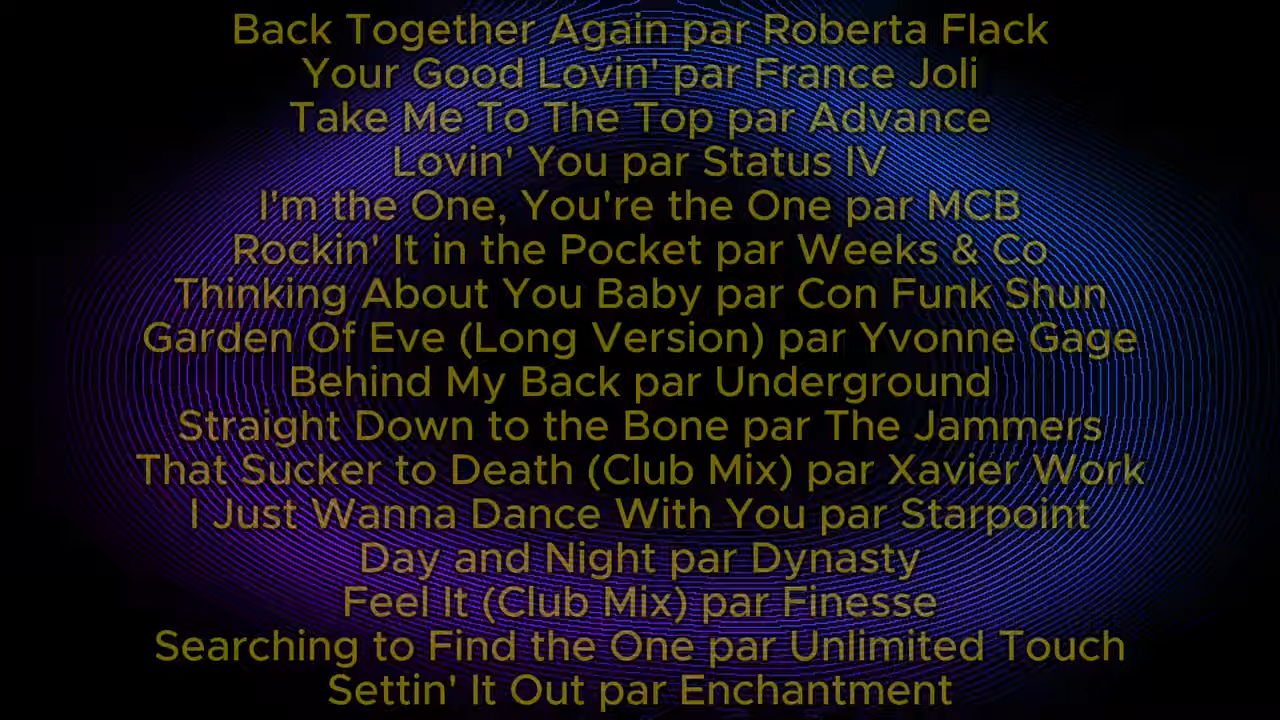 Back Together Again par Roberta Flack
Your Good Lovin' par France Joli
Take Me To The Top par Advance
Lovin' You par Status IV
I'm the One, You're the One par MCB
Rockin' It in the Pocket par Weeks & Co
Thinking About You Baby par Con Funk Shun
Garden Of Eve (Long Version) par Yvonne Gage
Behind My Back par Underground
Straight Down to the Bone par The Jammers
That Sucker to Death (Club Mix) par Xavier Work
I Just Wanna Dance With You par Starpoint
Day and Night par Dynasty
Feel It (Club Mix) par Finesse
Searching to Find the One par Unlimited Touch
Settin' It Out par Enchantment